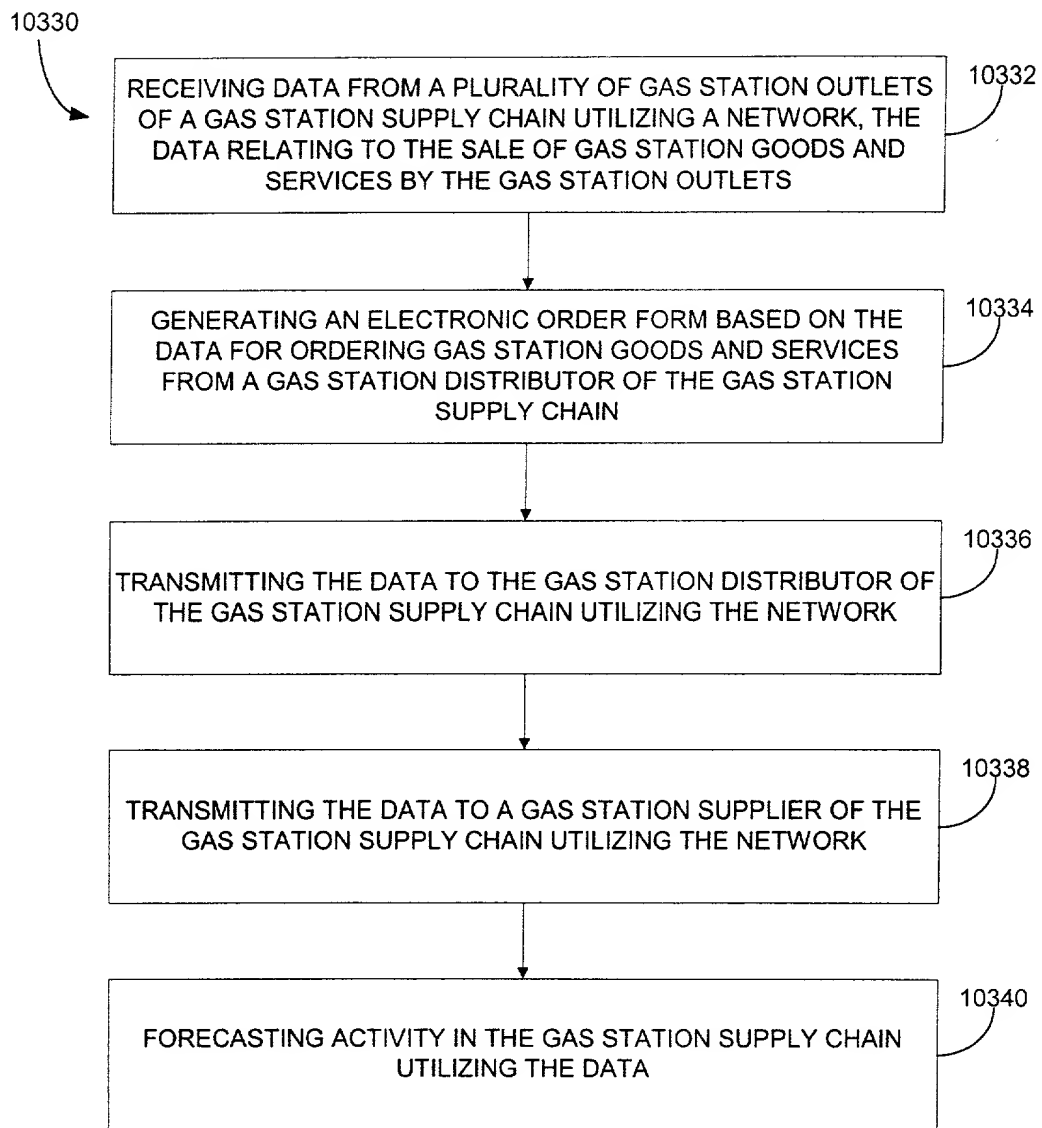 10330
10332
RECEIVING DATA FROM A PLURALITY OF GAS STATION OUTLETS
OF A GAS STATION SUPPLY CHAIN UTILIZING A NETWORK, THE
DATA RELATING TO THE SALE OF GAS STATION GOODS AND
SERVICES BY THE GAS STATION OUTLETS
10334
GENERATING AN ELECTRONIC ORDER FORM BASED ON THE
DATA FOR ORDERING GAS STATION GOODS AND SERVICES
FROM A GAS STATION DISTRIBUTOR OF THE GAS STATION
SUPPLY CHAIN
10336
TRANSMITTING THE DATA TO THE GAS STATION DISTRIBUTOR OF
THE GAS STATION SUPPLY CHAIN UTILIZING THE NETWORK
10338
TRANSMITTING THE DATA TO A GAS STATION SUPPLIER OF THE
GAS STATION SUPPLY CHAIN UTILIZING THE NETWORK
10340
FORECASTING ACTIVITY IN THE GAS STATION SUPPLY CHAIN
UTILIZING THE DATA